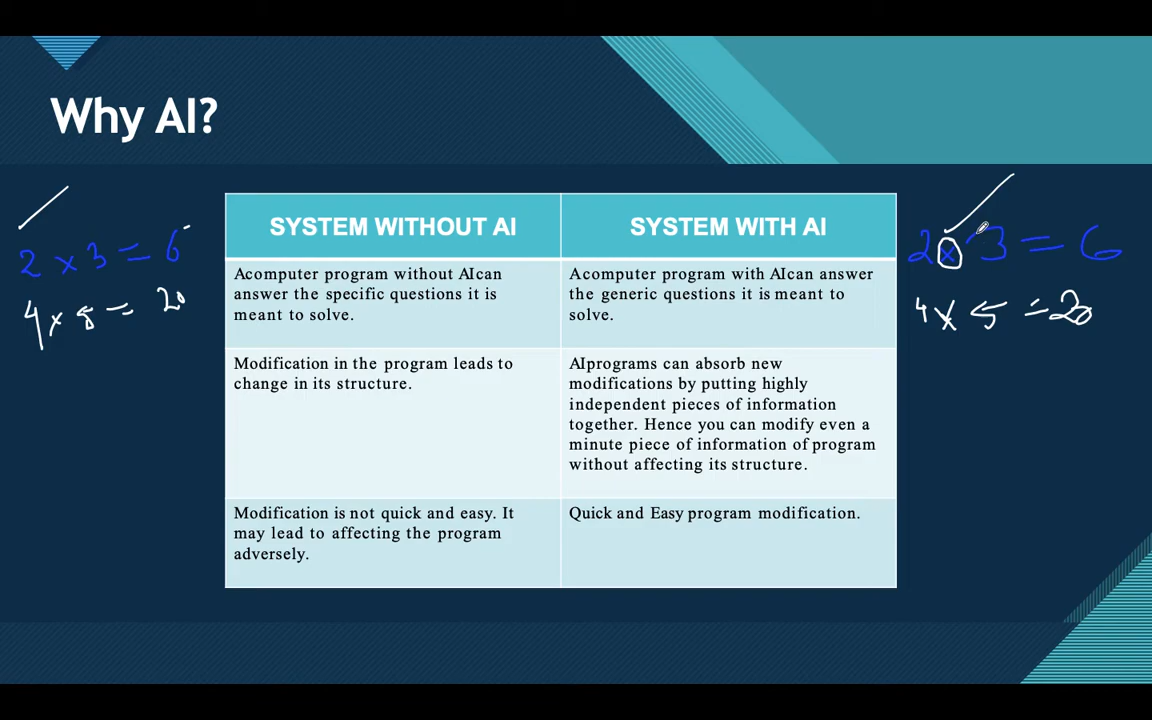 Why AI?
2 x 3 = 6
4 x 5 = 20
SYSTEM WITHOUT AI
SYSTEM WITH AI
Acomputer program without AIcan
answer the specific questions it is
meant to solve.
Acomputer program with AIcan answer
the generic questions it is meant to
solve.
Modification in the program leads to
change in its structure.
AIprograms can absorb new
modifications by putting highly
independent pieces of information
together. Hence you can modify even a
minute piece of information of program
without affecting its structure.
Modification is not quick and easy. It
may lead to affecting the program
adversely.
Quick and Easy program modification.
2 x 3 = 6
4 x 5 = 20